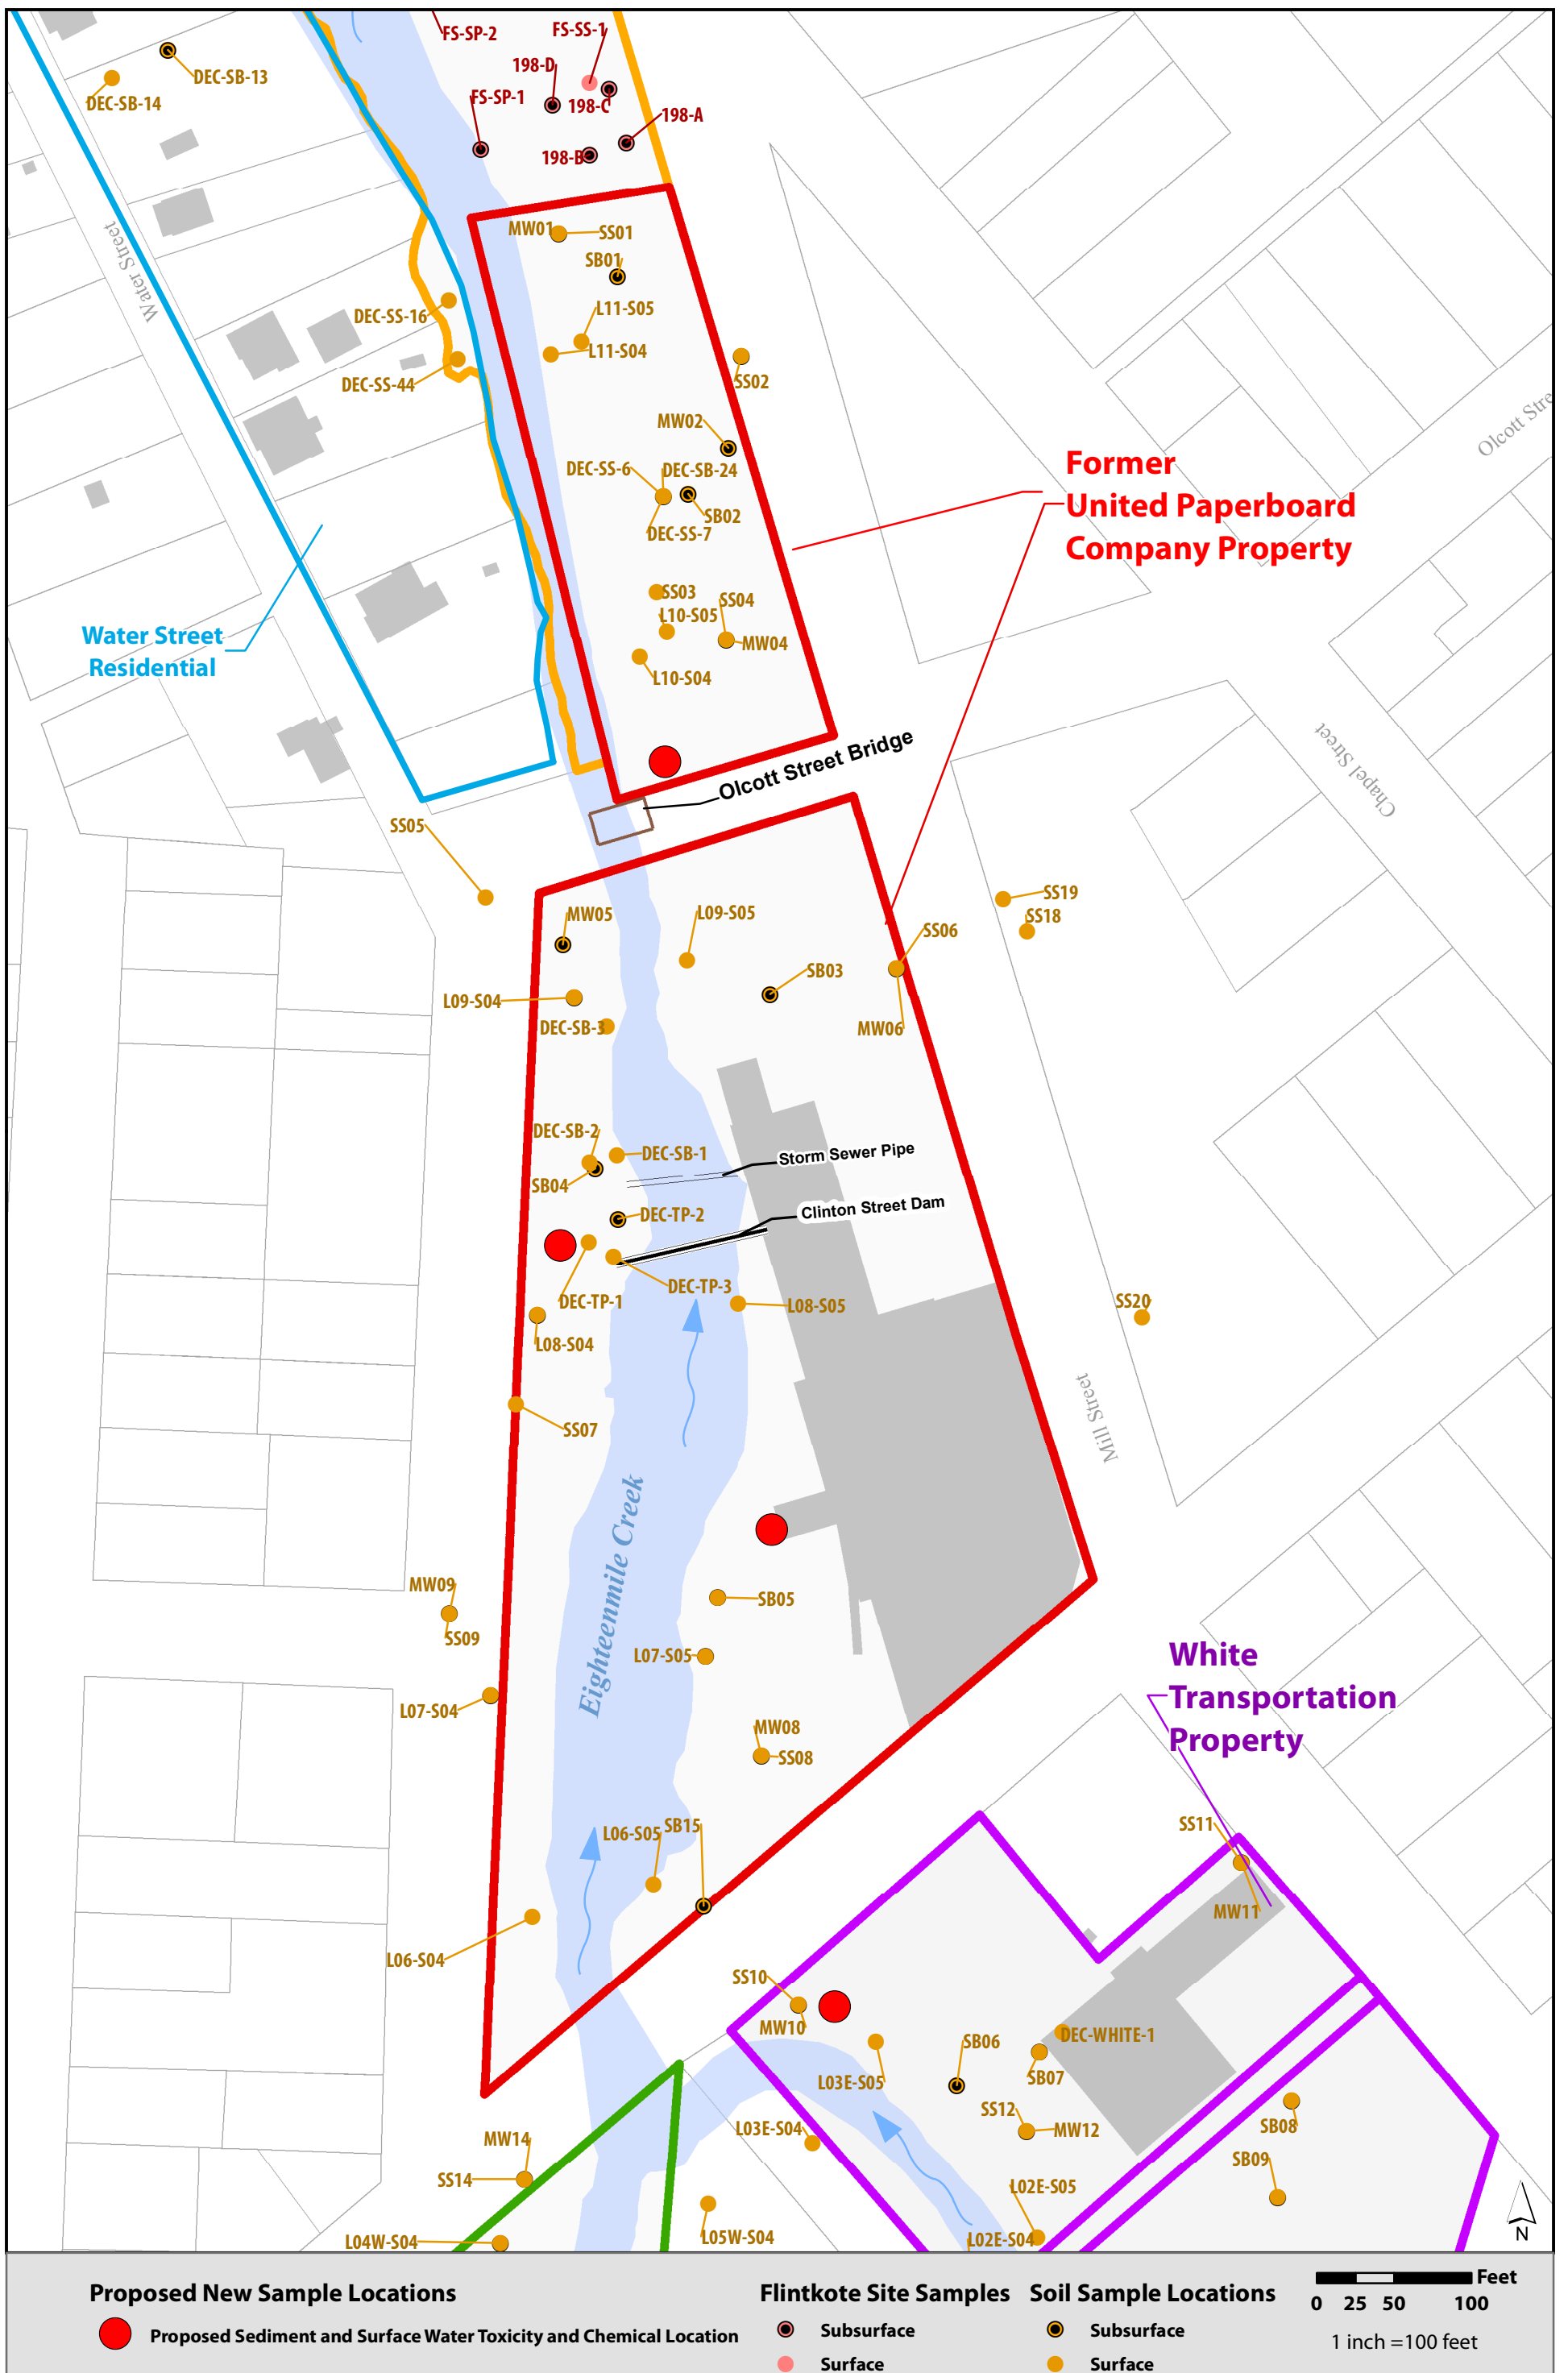 FS-SP-2
FS-SS-1
198-D
DEC-SB-13
DEC-SB-14
FS-SP-1
198-C
198-A
198-B
Water Street
MW01
SS01
SB01
DEC-SS-16
L11-S05
L11-S04
DEC-SS-44
SS02
Olcott Stre
MW02
Former
United Paperboard
Company Property
DEC-SS-6
DEC-SB-24
SB02
DEC-SS-7
SS03
SS04
L10-S05
MW04
L10-S04
Water Street
Residential
Olcott Street Bridge
Chapel Street
SS05
MW05
L09-S05
SS19
SS18
SS06
SB03
L09-S04
DEC-SB-3
MW06
DEC-SB-2
DEC-SB-1
Storm Sewer Pipe
SB04
DEC-TP-2
Clinton Street Dam
DEC-TP-3
DEC-TP-1
L08-S05
SS20
L08-S04
Mill Street
SS07
Eighteenmile Creek
MW09
SB05
SS09
L07-S05
White
Transportation
Property
L07-S04
MW08
SS08
L06-S05
SB15
SS11
MW11
L06-S04
SS10
MW10
SB06
DEC-WHITE-1
SB07
L03E-S05
SS12
MW12
L03E-S04
SB08
MW14
SB09
SS14
L02E-S05
L05W-S04
L02E-S04
L04W-S04
N
Proposed New Sample Locations
Proposed Sediment and Surface Water Toxicity and Chemical Location
Flintkote Site Samples
Subsurface
Surface
Soil Sample Locations
Subsurface
Surface
Feet
0 25 50 100
1 inch =100 feet